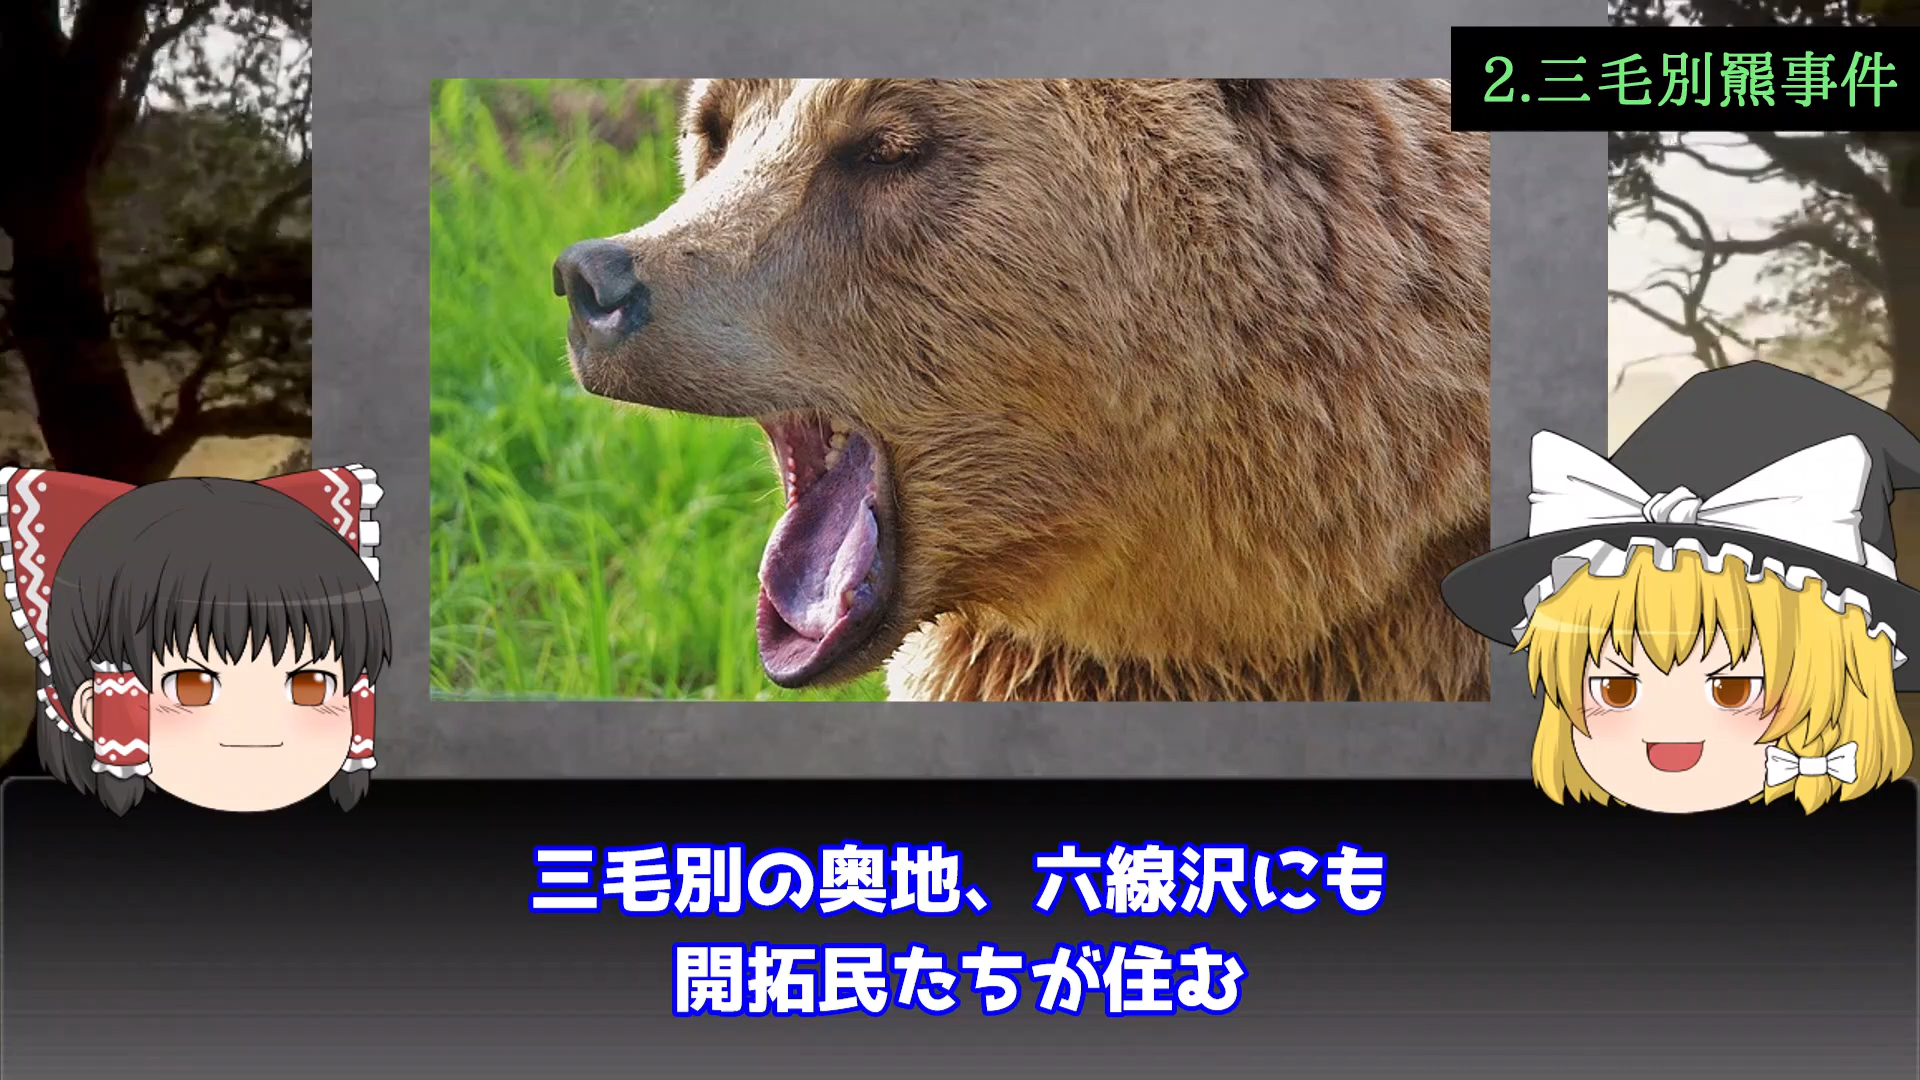 2.三毛別羆事件
三毛別の奥地、六線沢にも
開拓民たちが住む